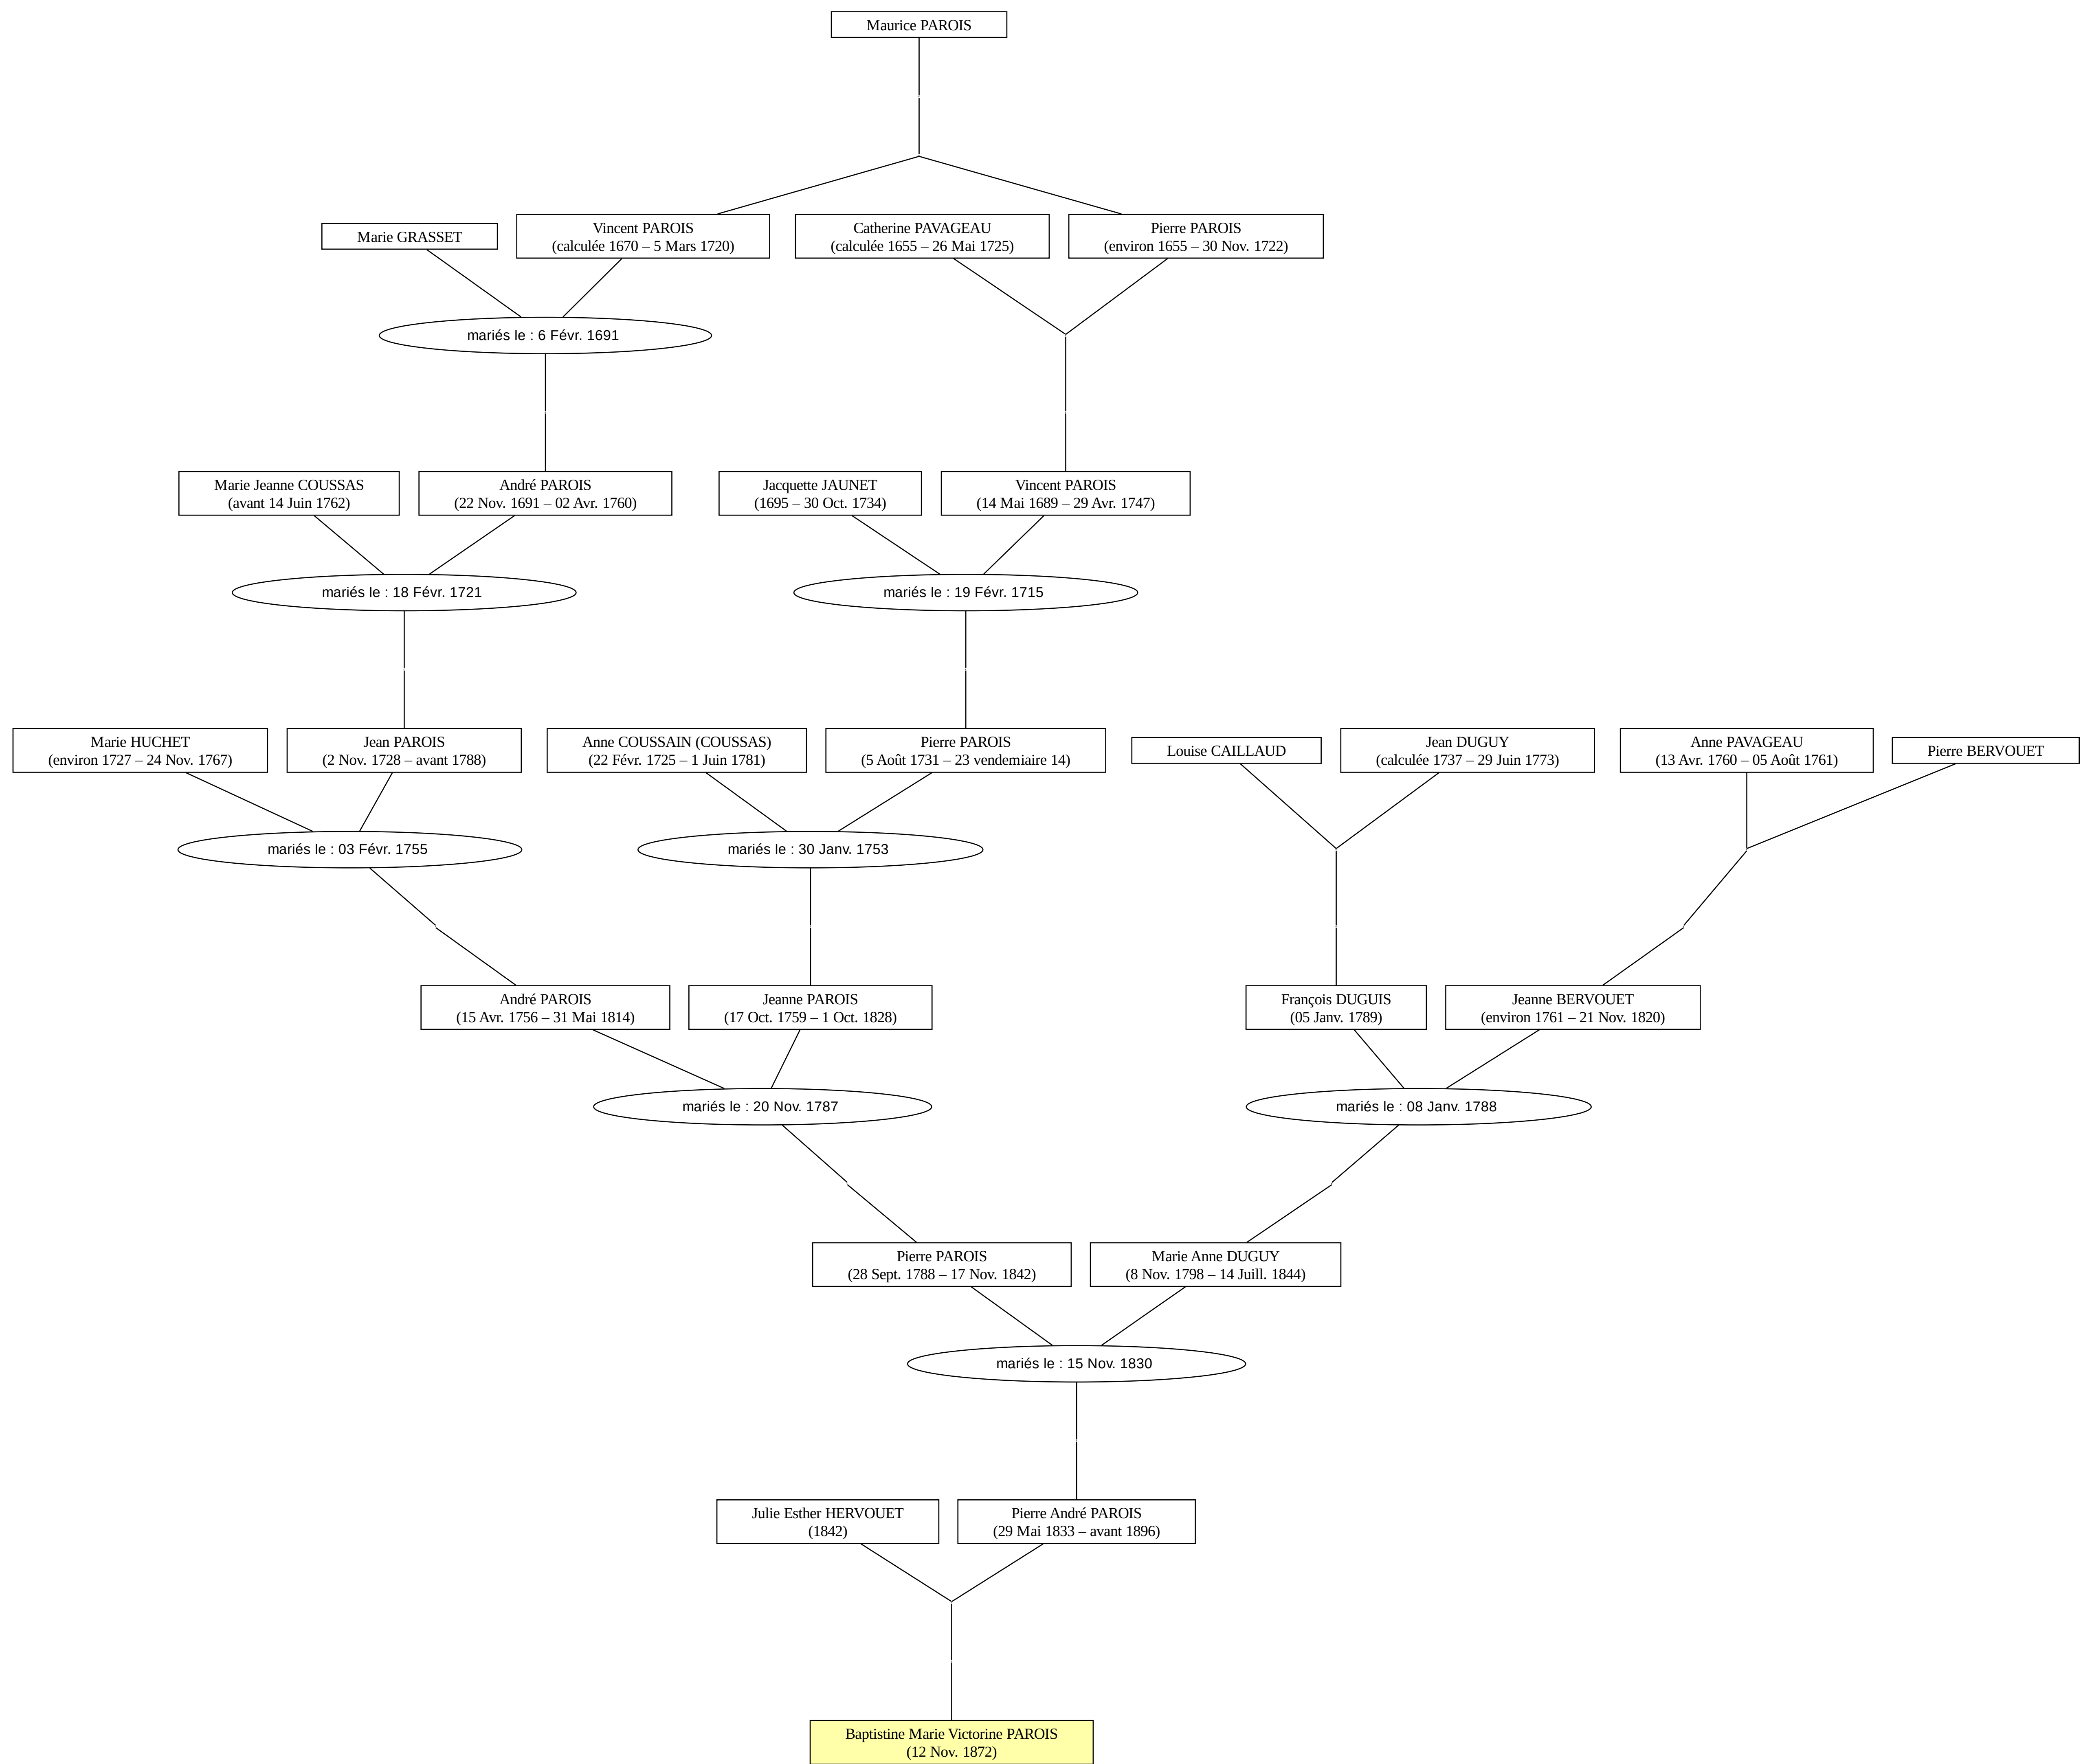 Maurice PAROIS
Marie GRASSET
Vincent PAROIS
(calculée 1670 – 5 Mars 1720)
Catherine PAVAGEAU
(calculée 1655 – 26 Mai 1725)
Pierre PAROIS
(environ 1655 – 30 Nov. 1722)
mariés le : 6 Févr. 1691
Marie Jeanne COUSSAS
(avant 14 Juin 1762)
André PAROIS
(22 Nov. 1691 – 02 Avr. 1760)
Jacquette JAUNET
(1695 – 30 Oct. 1734)
Vincent PAROIS
(14 Mai 1689 – 29 Avr. 1747)
mariés le : 18 Févr. 1721
mariés le : 19 Févr. 1715
Marie HUCHET
(environ 1727 – 24 Nov. 1767)
Jean PAROIS
(2 Nov. 1728 – avant 1788)
Anne COUSSAIN (COUSSAS)
(22 Févr. 1725 – 1 Juin 1781)
Pierre PAROIS
(5 Août 1731 – 23 vendemiaire 14)
Louise CAILLAUD
Jean DUGUY
(calculée 1737 – 29 Juin 1773)
Anne PAVAGEAU
(13 Avr. 1760 – 05 Août 1761)
Pierre BERVOUET
mariés le : 03 Févr. 1755
mariés le : 30 Janv. 1753
André PAROIS
(15 Avr. 1756 – 31 Mai 1814)
Jeanne PAROIS
(17 Oct. 1759 – 1 Oct. 1828)
François DUGUIS
(05 Janv. 1789)
Jeanne BERVOUET
(environ 1761 – 21 Nov. 1820)
mariés le : 20 Nov. 1787
mariés le : 08 Janv. 1788
Pierre PAROIS
(28 Sept. 1788 – 17 Nov. 1842)
Marie Anne DUGUY
(8 Nov. 1798 – 14 Juill. 1844)
mariés le : 15 Nov. 1830
Julie Esther HERVOUET
(1842)
Pierre André PAROIS
(29 Mai 1833 – avant 1896)
Baptistine Marie Victorine PAROIS
(12 Nov. 1872)